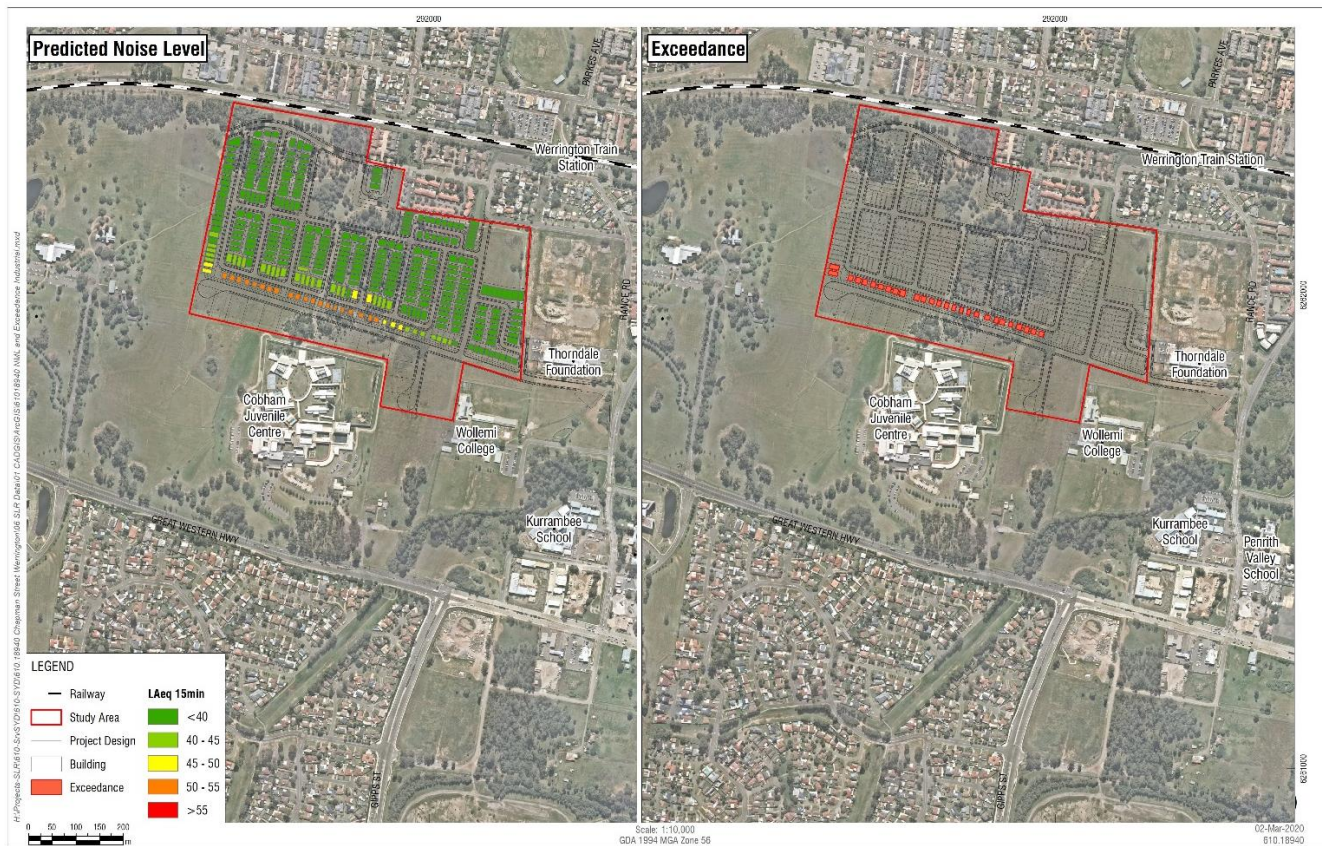 292000
292000
Predicted Noise Level
Exceedance
PARKES AVE
PARKES AVE
Werrington Train
Station
Werrington Train Station
RANCE RD
RANCE RD
6262000
Thorndale
Foundation
Thorndale
Foundation
Cobham
Juvenile
Centre
Cobham
Juvenile
Centre
Wollemi
College
Wollemi
College
GREAT WESTERN HWY
GREAT WESTERN HWY
Kurrambee
School
Kurrambee
School
Penrith
Valley
School
GIPPS ST
GIPPS ST
6261000
LEGEND
Railway
Study Area
Project Design
Building
Exceedance
LAeq 15min
<40
40 - 45
45 - 50
50 - 55
>55
0 50 100 150 200
m
Scale: 1:10,000
GDA 1994 MGA Zone 56
02-Mar-2020
610.18940